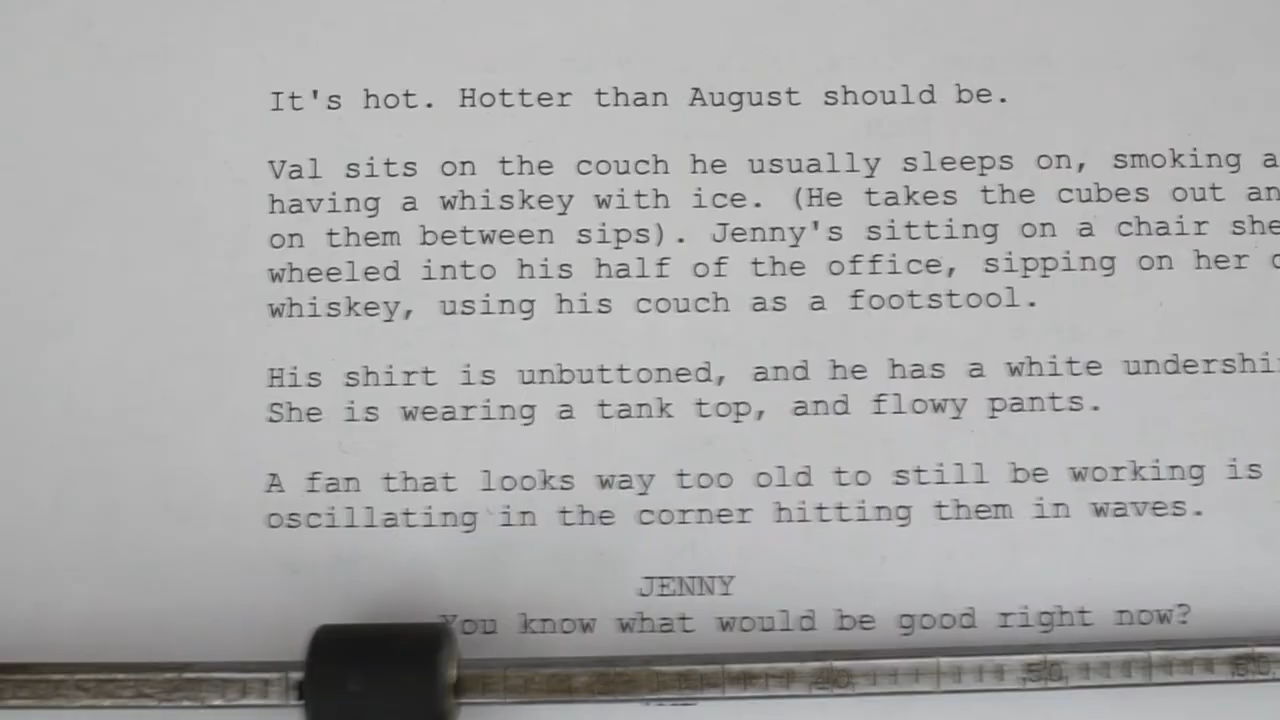 It's hot. Hotter than August should be.
Val sits on the couch he usually sleeps on, smoking a
having a whiskey with ice. (He takes the cubes out an
on them between sips). Jenny's sitting on a chair she
wheeled into his half of the office, sipping on her o
whiskey, using his couch as a footstool.
His shirt is unbuttoned, and he has a white undershi
She is wearing a tank top, and flowy pants.
A fan that looks way too old to still be working is
oscillating in the corner hitting them in waves.
JENNY
You know what would be good right now?
40 50 60